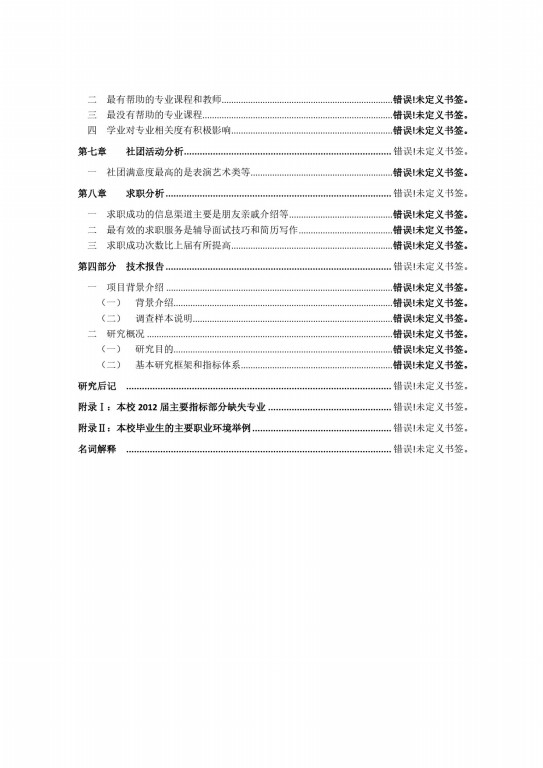 二 最有帮助的专业课程和教师........................................错误!未定义书签。
三 最没有帮助的专业课程........................................错误!未定义书签。
四 学业对专业相关度有积极影响........................................错误!未定义书签。
第七章 社团活动分析........................................错误!未定义书签。
一 社团满意度最高的是表演艺术类等........................................错误!未定义书签。
第八章 求职分析........................................错误!未定义书签。
一 求职成功的信息渠道主要是朋友亲戚介绍等........................................错误!未定义书签。
二 最有效的求职服务是辅导面试技巧和简历写作........................................错误!未定义书签。
三 求职成功次数比上届有所提高........................................错误!未定义书签。
第四部分 技术报告........................................错误!未定义书签。
一 项目背景介绍........................................错误!未定义书签。
（一） 背景介绍........................................错误!未定义书签。
（二） 调查样本说明........................................错误!未定义书签。
二 研究概况........................................错误!未定义书签。
（一） 研究目的........................................错误!未定义书签。
（二） 基本研究框架和指标体系........................................错误!未定义书签。
研究后记 ........................................错误!未定义书签。
附录Ⅰ：本校 2012 届主要指标部分缺失专业........................................错误!未定义书签。
附录Ⅱ：本校毕业生的主要职业环境举例........................................错误!未定义书签。
名词解释 ........................................错误!未定义书签。